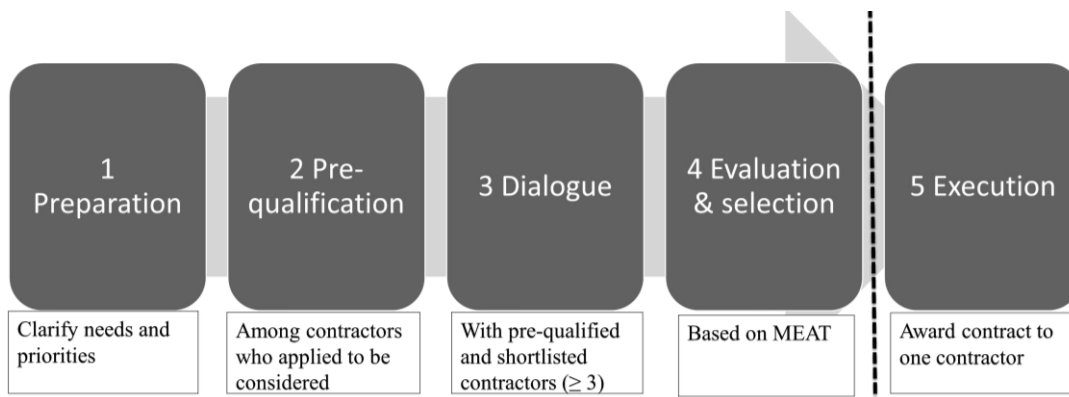 1
Preparation
2 Pre-
qualification
3 Dialogue
4 Evaluation
& selection
5 Execution
Clarify needs and
priorities
Among contractors
who applied to be
considered
With pre-qualified
and shortlisted
contractors (≥ 3)
Based on MEAT
Award contract to
one contractor